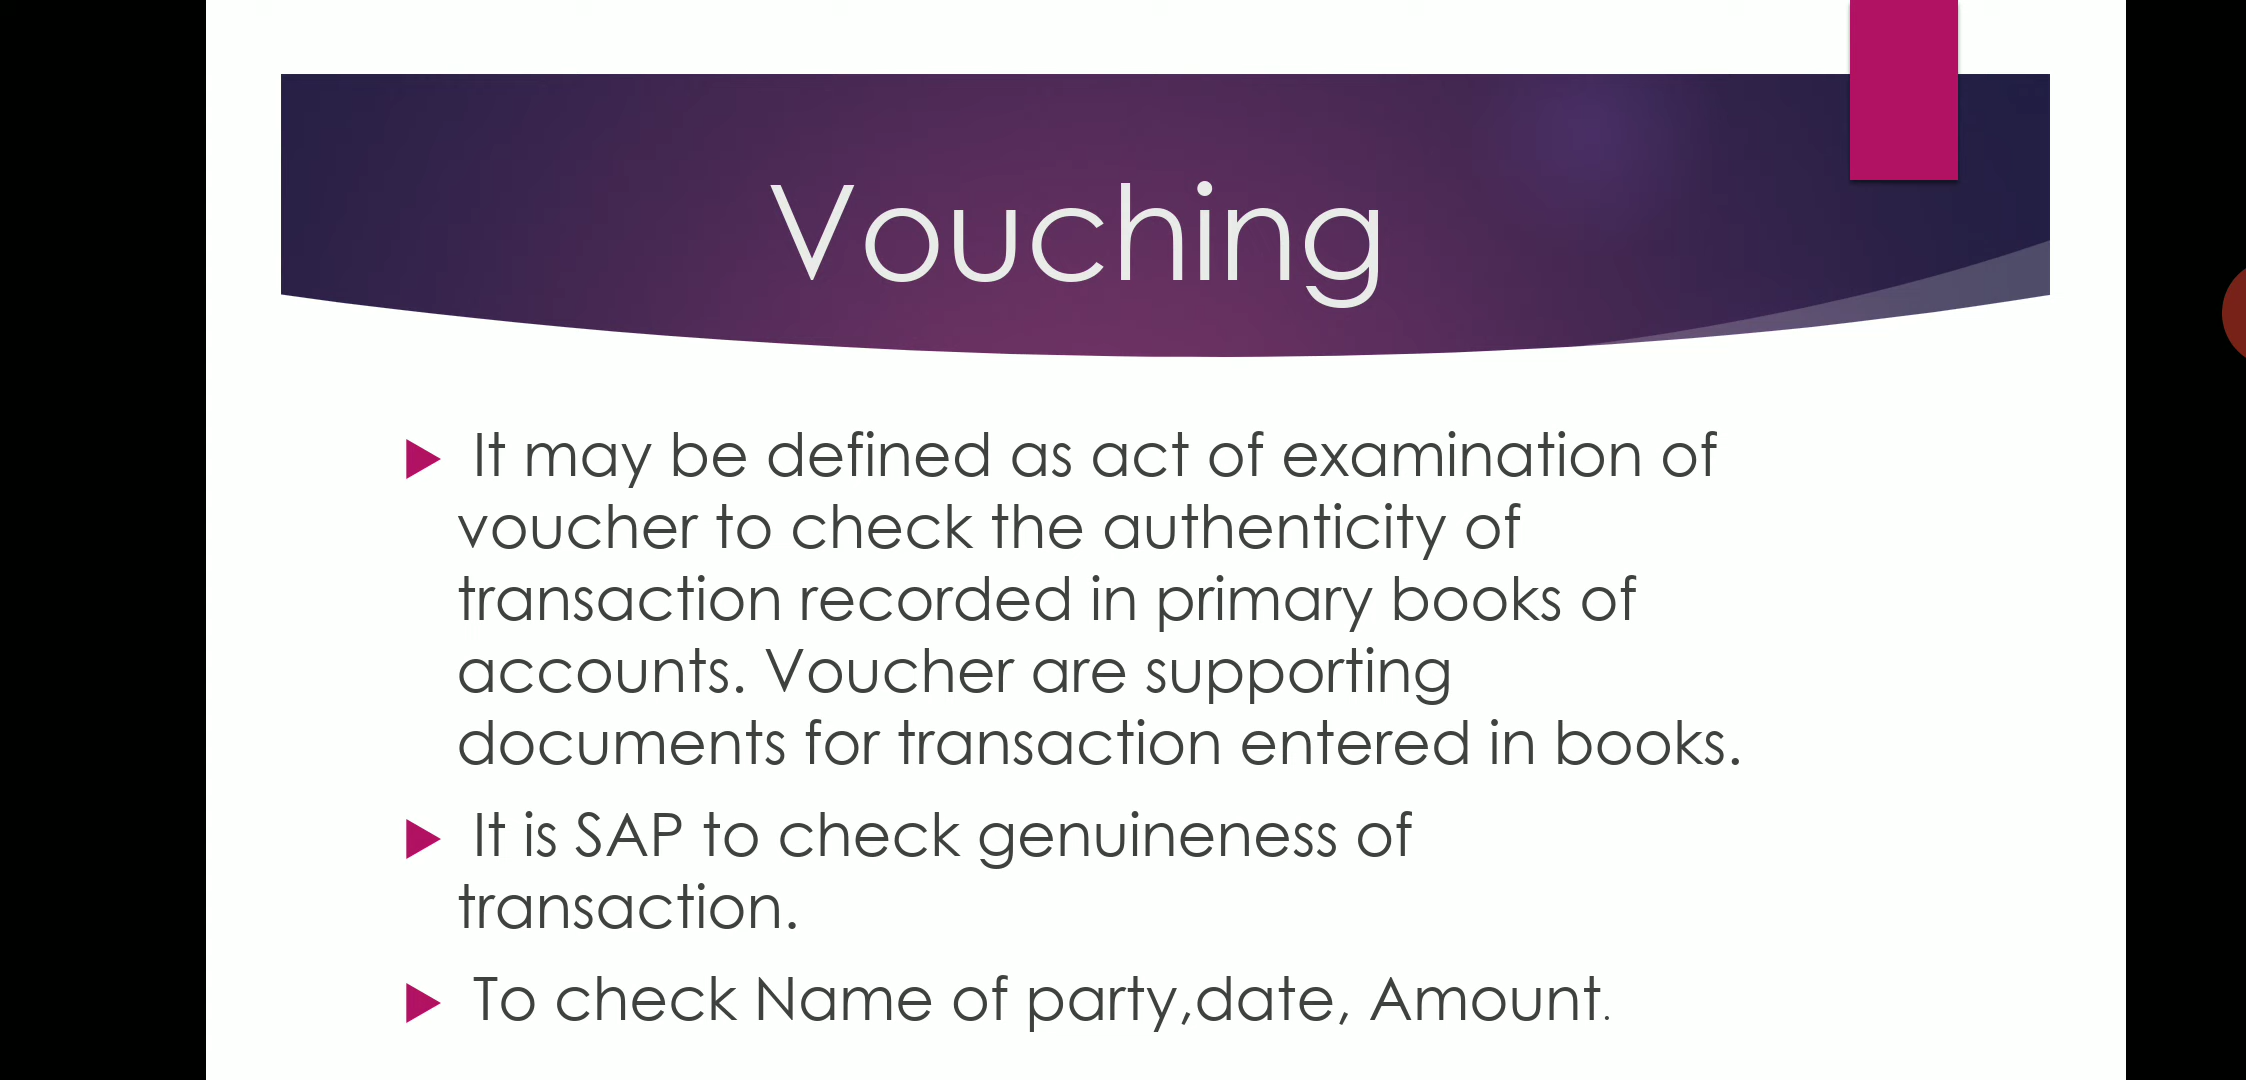 Vouching
It may be defined as act of examination of
voucher to check the authenticity of
transaction recorded in primary books of
accounts. Voucher are supporting
documents for transaction entered in books.
It is SAP to check genuineness of
transaction.
To check Name of party,date, Amount.